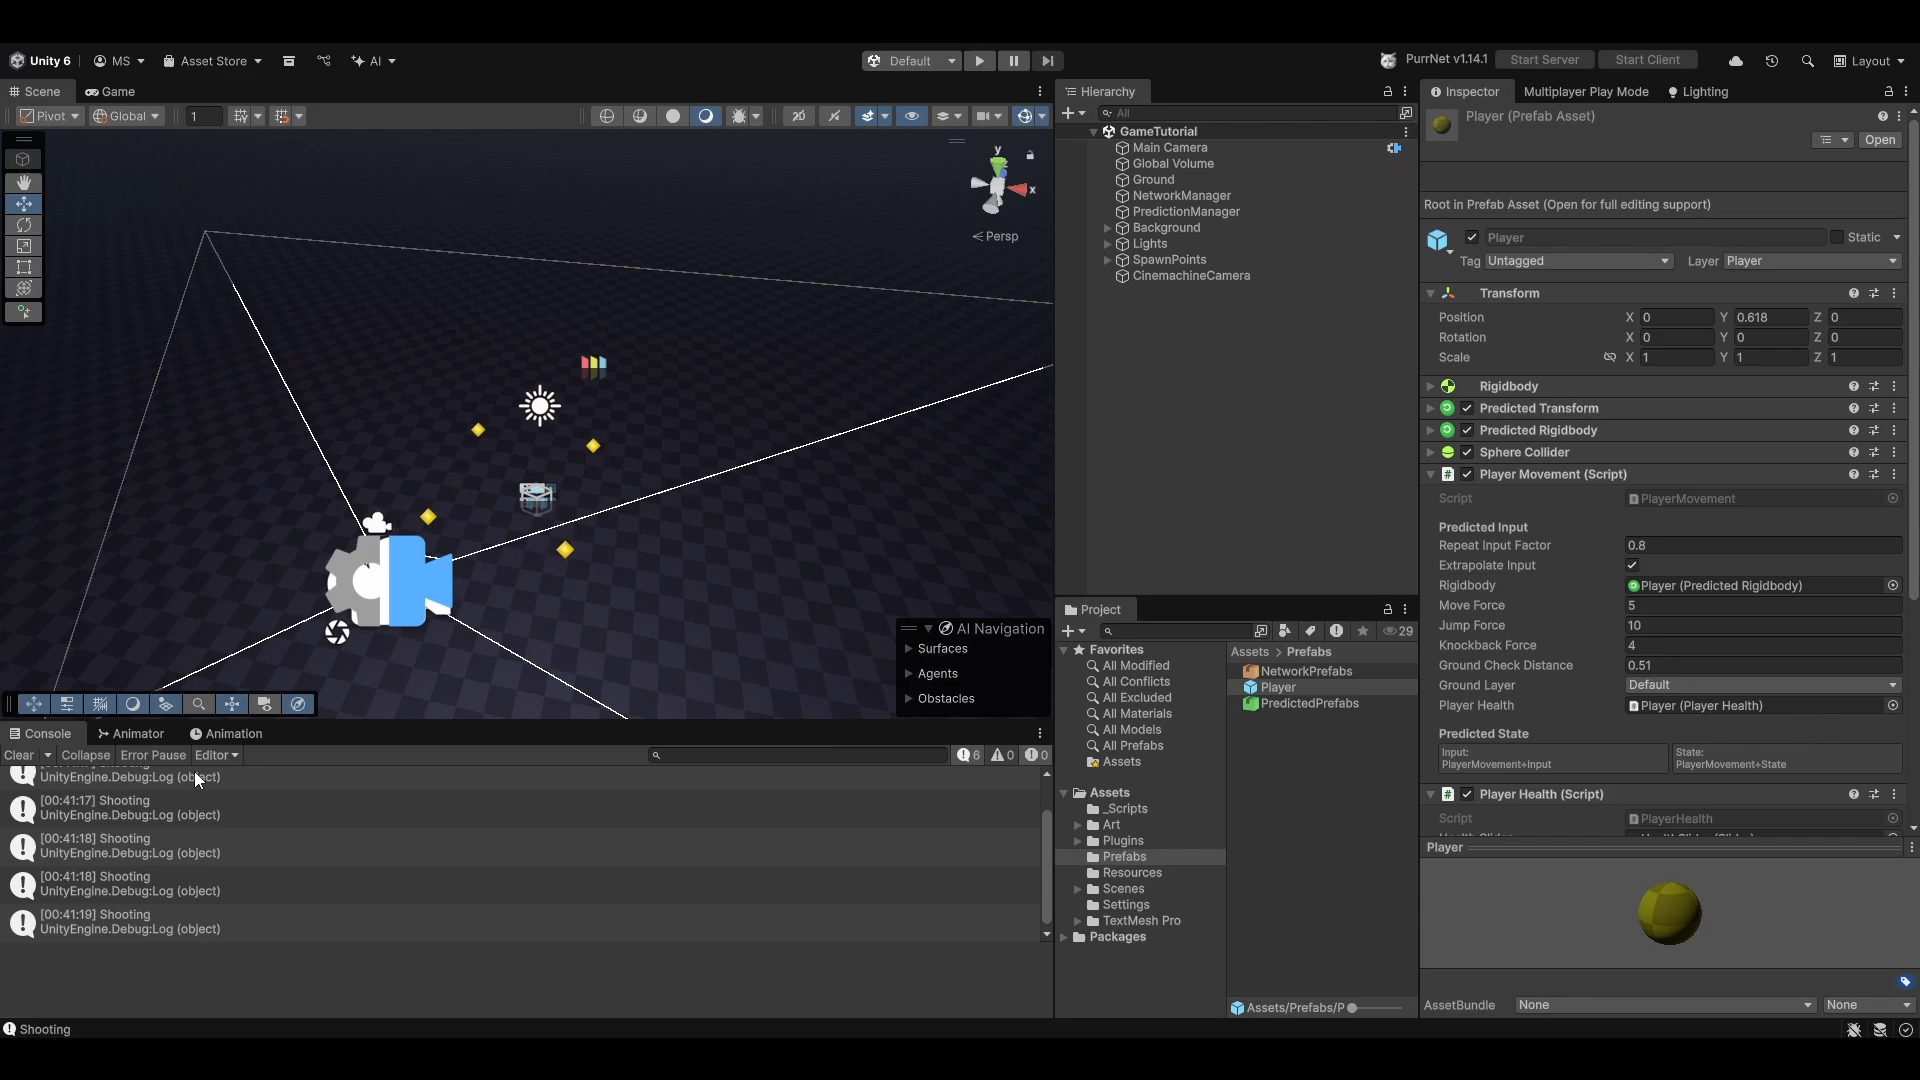 Unity 6 MS Asset Store AI Default PurrNet v1.14.1 Start Server Start Client Layout
Scene Game
Pivot Global 1 2D
y
x
Persp
AI Navigation
Surfaces
Agents
Obstacles
Console Animator Animation
Clear Collapse Error Pause Editor 6 0 0
UnityEngine.Debug:Log (object)
[00:41:17] Shooting
UnityEngine.Debug:Log (object)
[00:41:18] Shooting
UnityEngine.Debug:Log (object)
[00:41:18] Shooting
UnityEngine.Debug:Log (object)
[00:41:19] Shooting
UnityEngine.Debug:Log (object)
Shooting
Hierarchy
All
GameTutorial
Main Camera
Global Volume
Ground
NetworkManager
PredictionManager
Background
Lights
SpawnPoints
CinemachineCamera
Project
29
Favorites
All Modified
All Conflicts
All Excluded
All Materials
All Models
All Prefabs
Assets
Assets
_Scripts
Art
Plugins
Prefabs
Resources
Scenes
Settings
TextMesh Pro
Packages
Assets > Prefabs
NetworkPrefabs
Player
PredictedPrefabs
Assets/Prefabs/P
Inspector Multiplayer Play Mode Lighting
Player (Prefab Asset)
Open
Root in Prefab Asset (Open for full editing support)
Player Static
Tag Untagged Layer Player
Transform
Position X 0 Y 0.618 Z 0
Rotation X 0 Y 0 Z 0
Scale X 1 Y 1 Z 1
Rigidbody
Predicted Transform
Predicted Rigidbody
Sphere Collider
Player Movement (Script)
Script PlayerMovement
Predicted Input
Repeat Input Factor 0.8
Extrapolate Input
Rigidbody Player (Predicted Rigidbody)
Move Force 5
Jump Force 10
Knockback Force 4
Ground Check Distance 0.51
Ground Layer Default
Player Health Player (Player Health)
Predicted State
Input: State:
PlayerMovement+Input PlayerMovement+State
Player Health (Script)
Script PlayerHealth
Player
AssetBundle None None